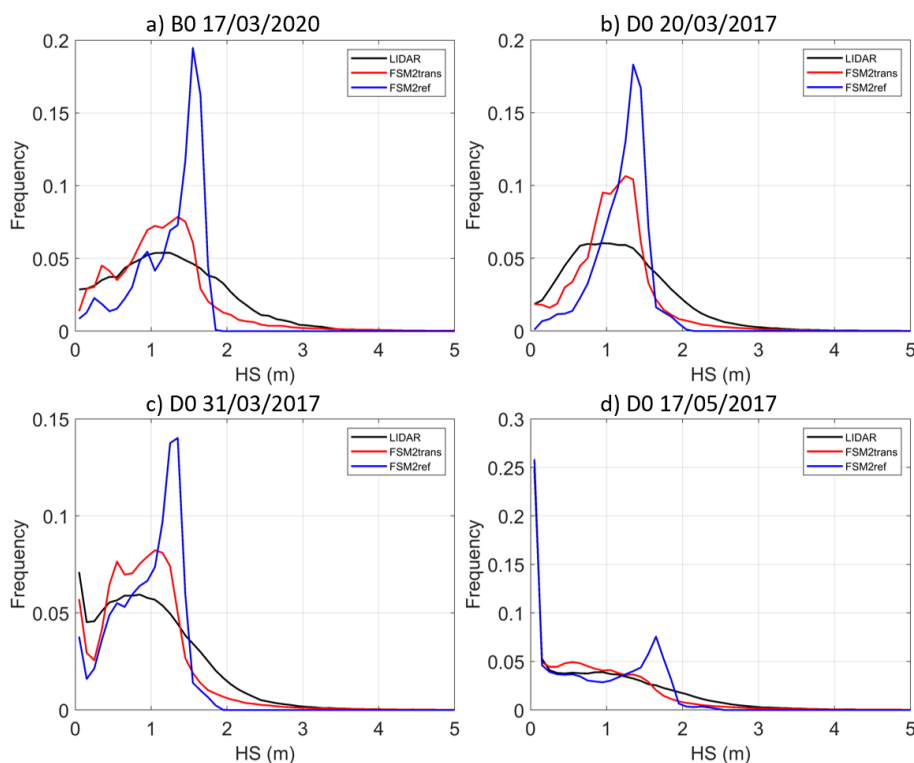 a) B0 17/03/2020
b) D0 20/03/2017
0.2
0.15
0.1
0.05
0
Frequency
LIDAR
FSM2trans
FSM2ref
0 1 2 3 4 5
HS (m)
0.2
0.15
0.1
0.05
0
Frequency
LIDAR
FSM2trans
FSM2ref
0 1 2 3 4 5
HS (m)
c) D0 31/03/2017
d) D0 17/05/2017
0.15
0.1
0.05
0
Frequency
LIDAR
FSM2trans
FSM2ref
0 1 2 3 4 5
HS (m)
0.3
0.25
0.2
0.15
0.1
0.05
0
Frequency
LIDAR
FSM2trans
FSM2ref
0 1 2 3 4 5
HS (m)